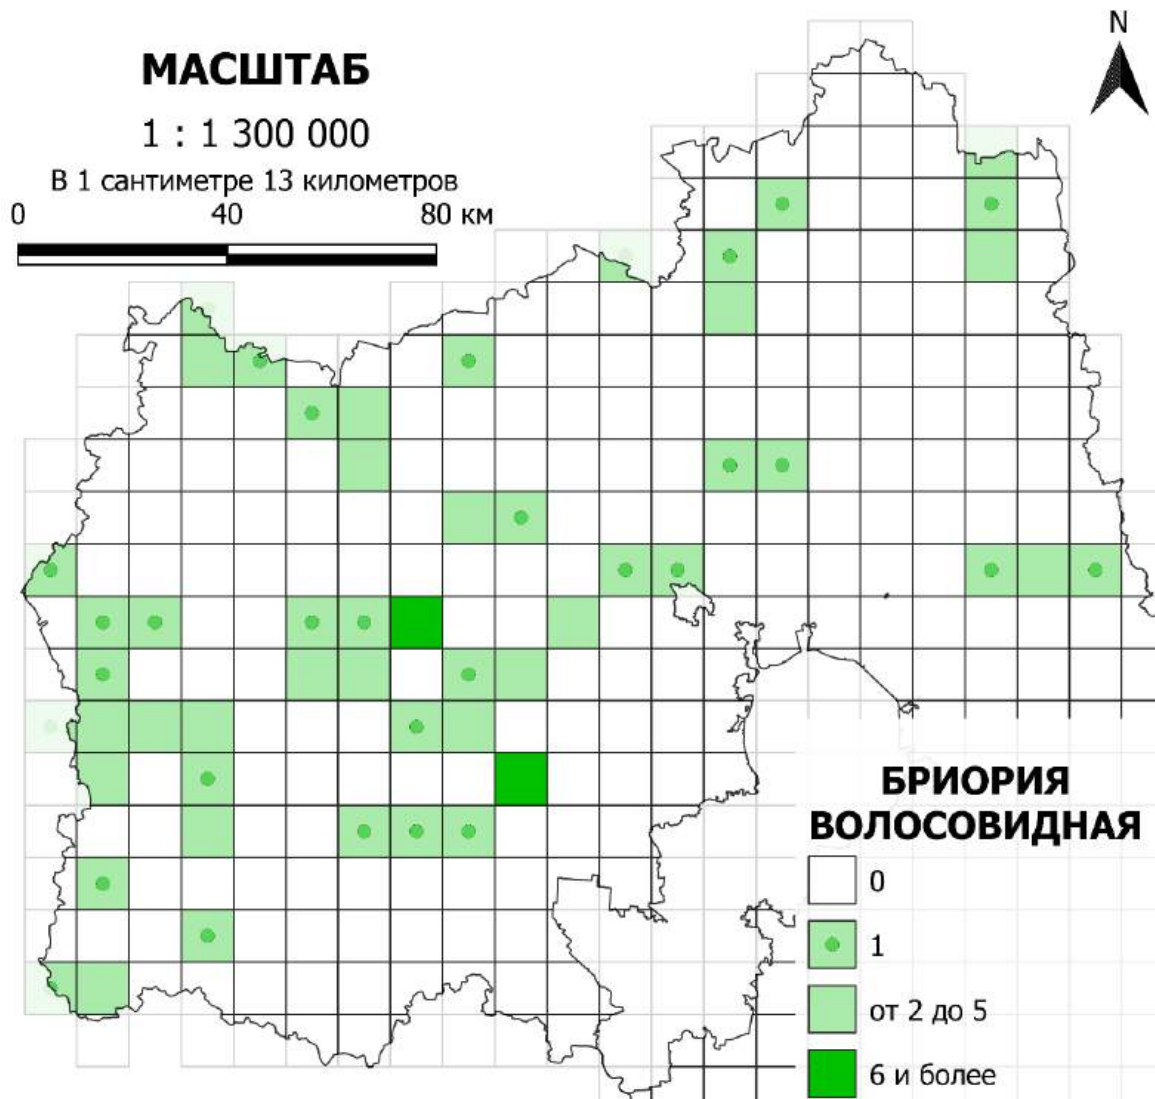 МАСШТАБ
1 : 1 300 000
В 1 сантиметре 13 километров
0 40 80 км
N
БРИОРИЯ
ВОЛОСОВИДНАЯ
0
1
от 2 до 5
6 и более